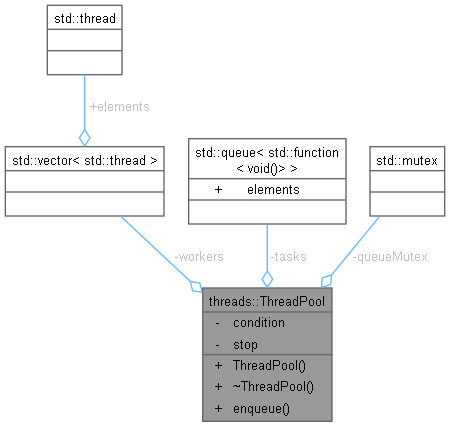 std::thread
+elements
std::vector< std::thread >
std::queue< std::function
< void()> >
+ elements
std::mutex
-workers
-tasks
-queueMutex
threads::ThreadPool
- condition
- stop
+ ThreadPool()
+ ~ThreadPool()
+ enqueue()